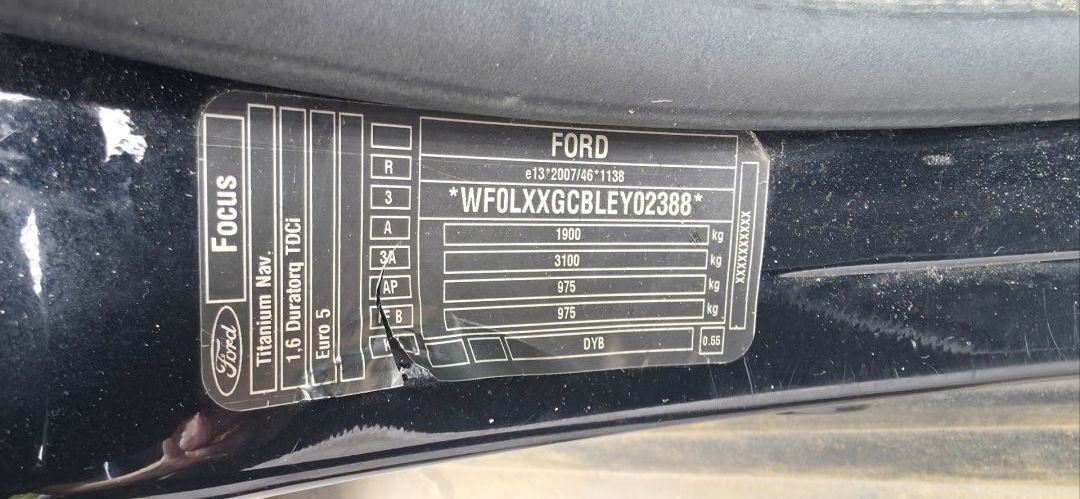 Focus
Ford
Titanium Nav.
1,6 Duratorq TDCi
Euro 5
R
3
A
3A
AP
B
FORD
e13*2007/46*1138
*WF0LXXGCBLEY02388*
1900 kg
3100 kg
975 kg
975 kg
DYB
0.55
XXXXXXXXXX